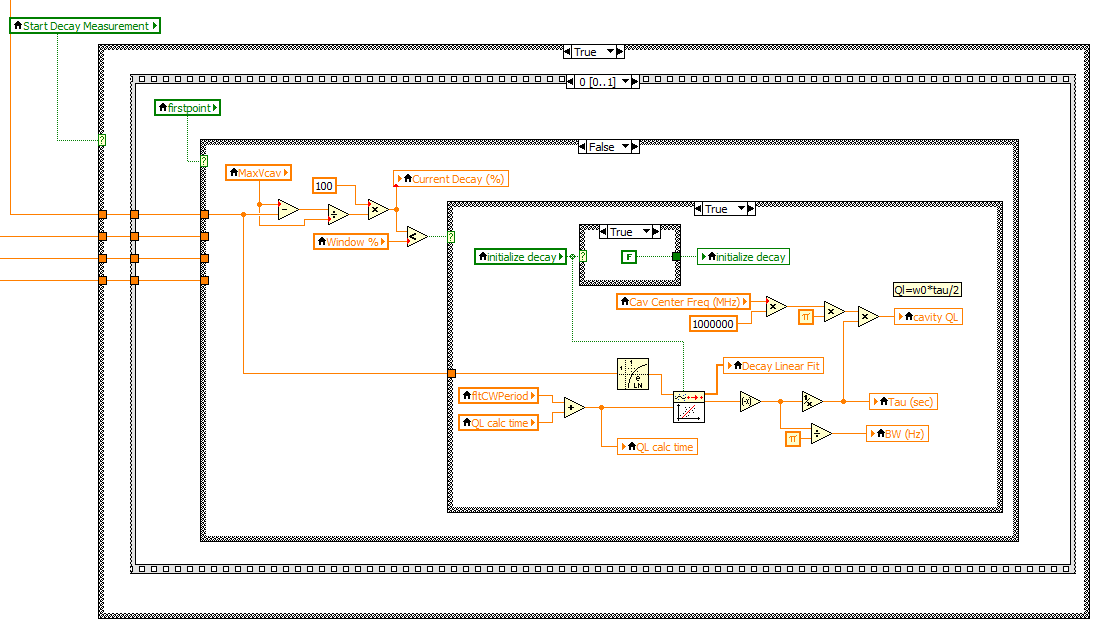 Start Decay Measurement
True
0 [0..1]
firstpoint
False
MaxVcav
100
Current Decay (%)
Window %
True
True
initialize decay
F
initialize decay
Cav Center Freq (MHz)
1000000
π
Ql=w0*tau/2
cavity QL
LN
Decay Linear Fit
fltCWPeriod
QL calc time
QL calc time
Tau (sec)
π
BW (Hz)